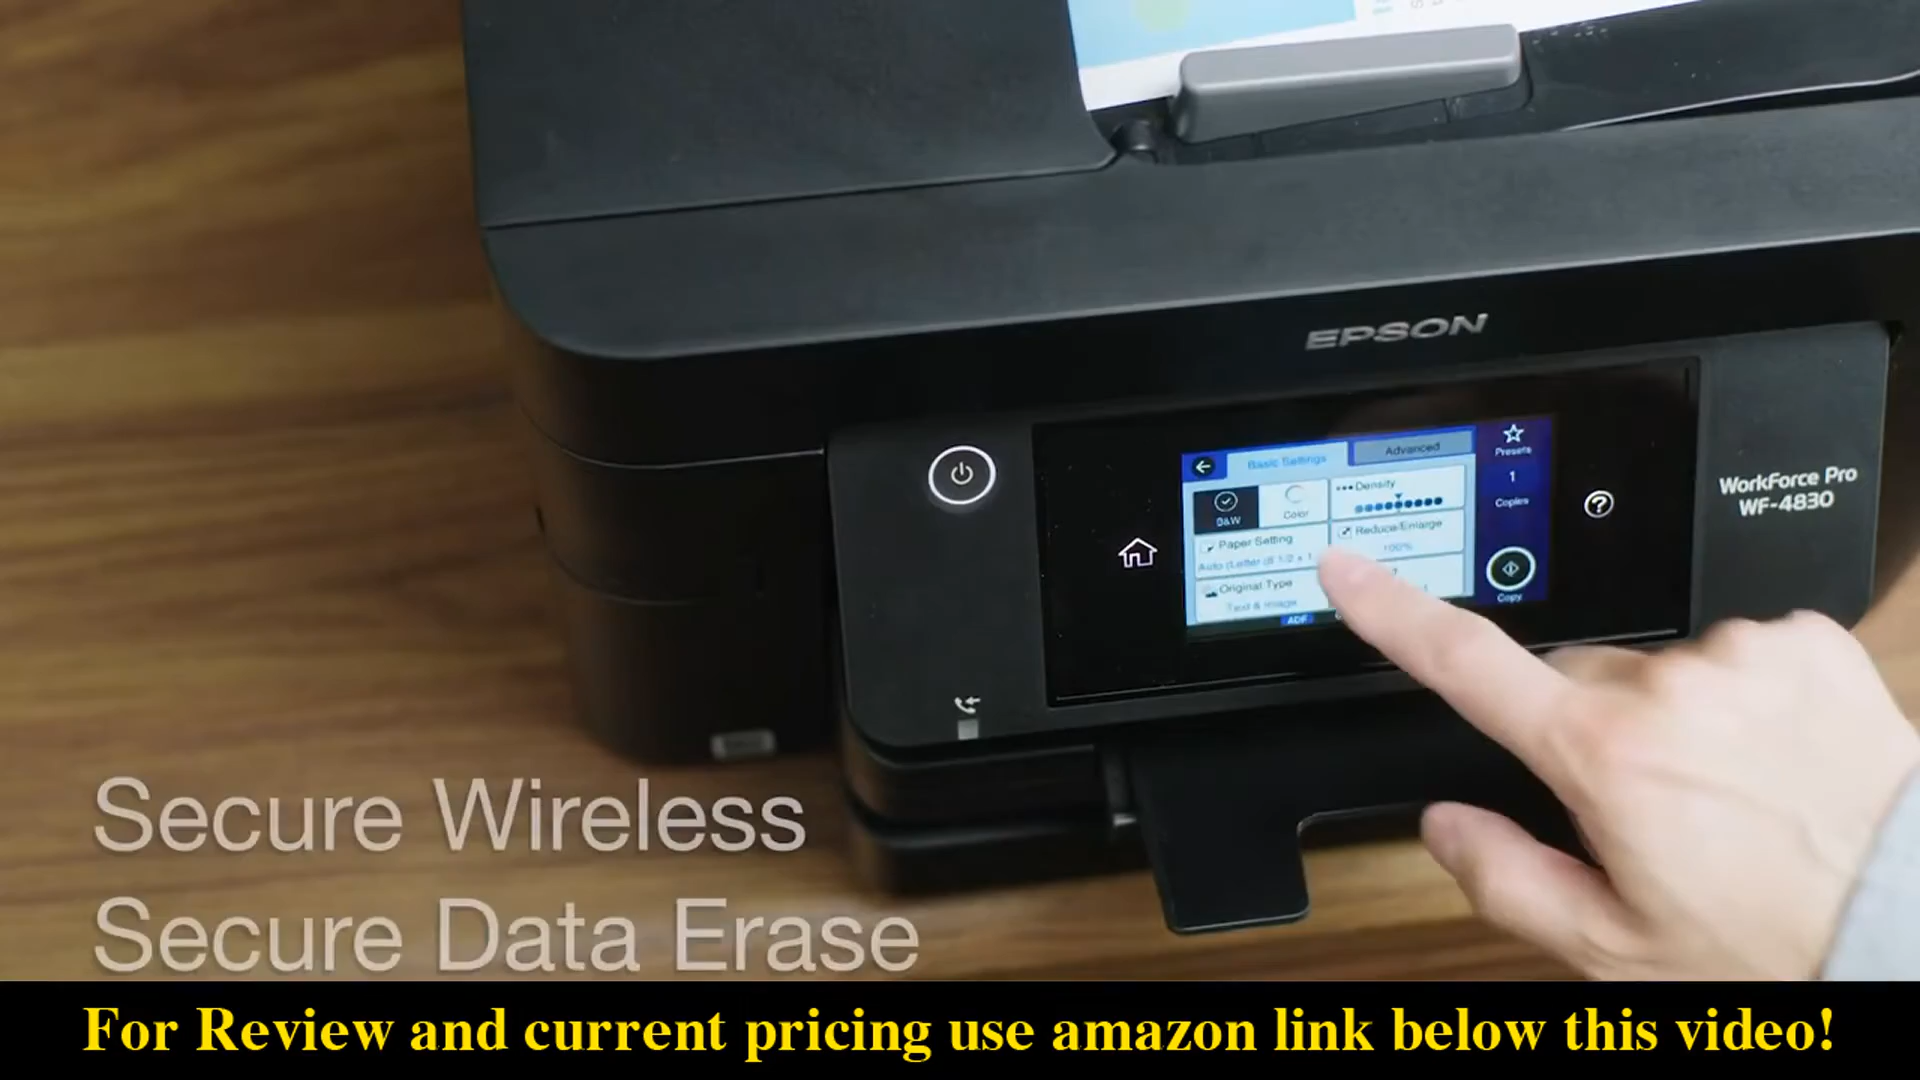 EPSON
WorkForce Pro
WF-4830
Basic Settings
Advanced
Presets
1
Copies
B&W
Color
Density
Paper Setting
Reduce/Enlarge
100%
Original Type
Text & Image
ADF
Copy
Secure Wireless
Secure Data Erase
For Review and current pricing use amazon link below this video!